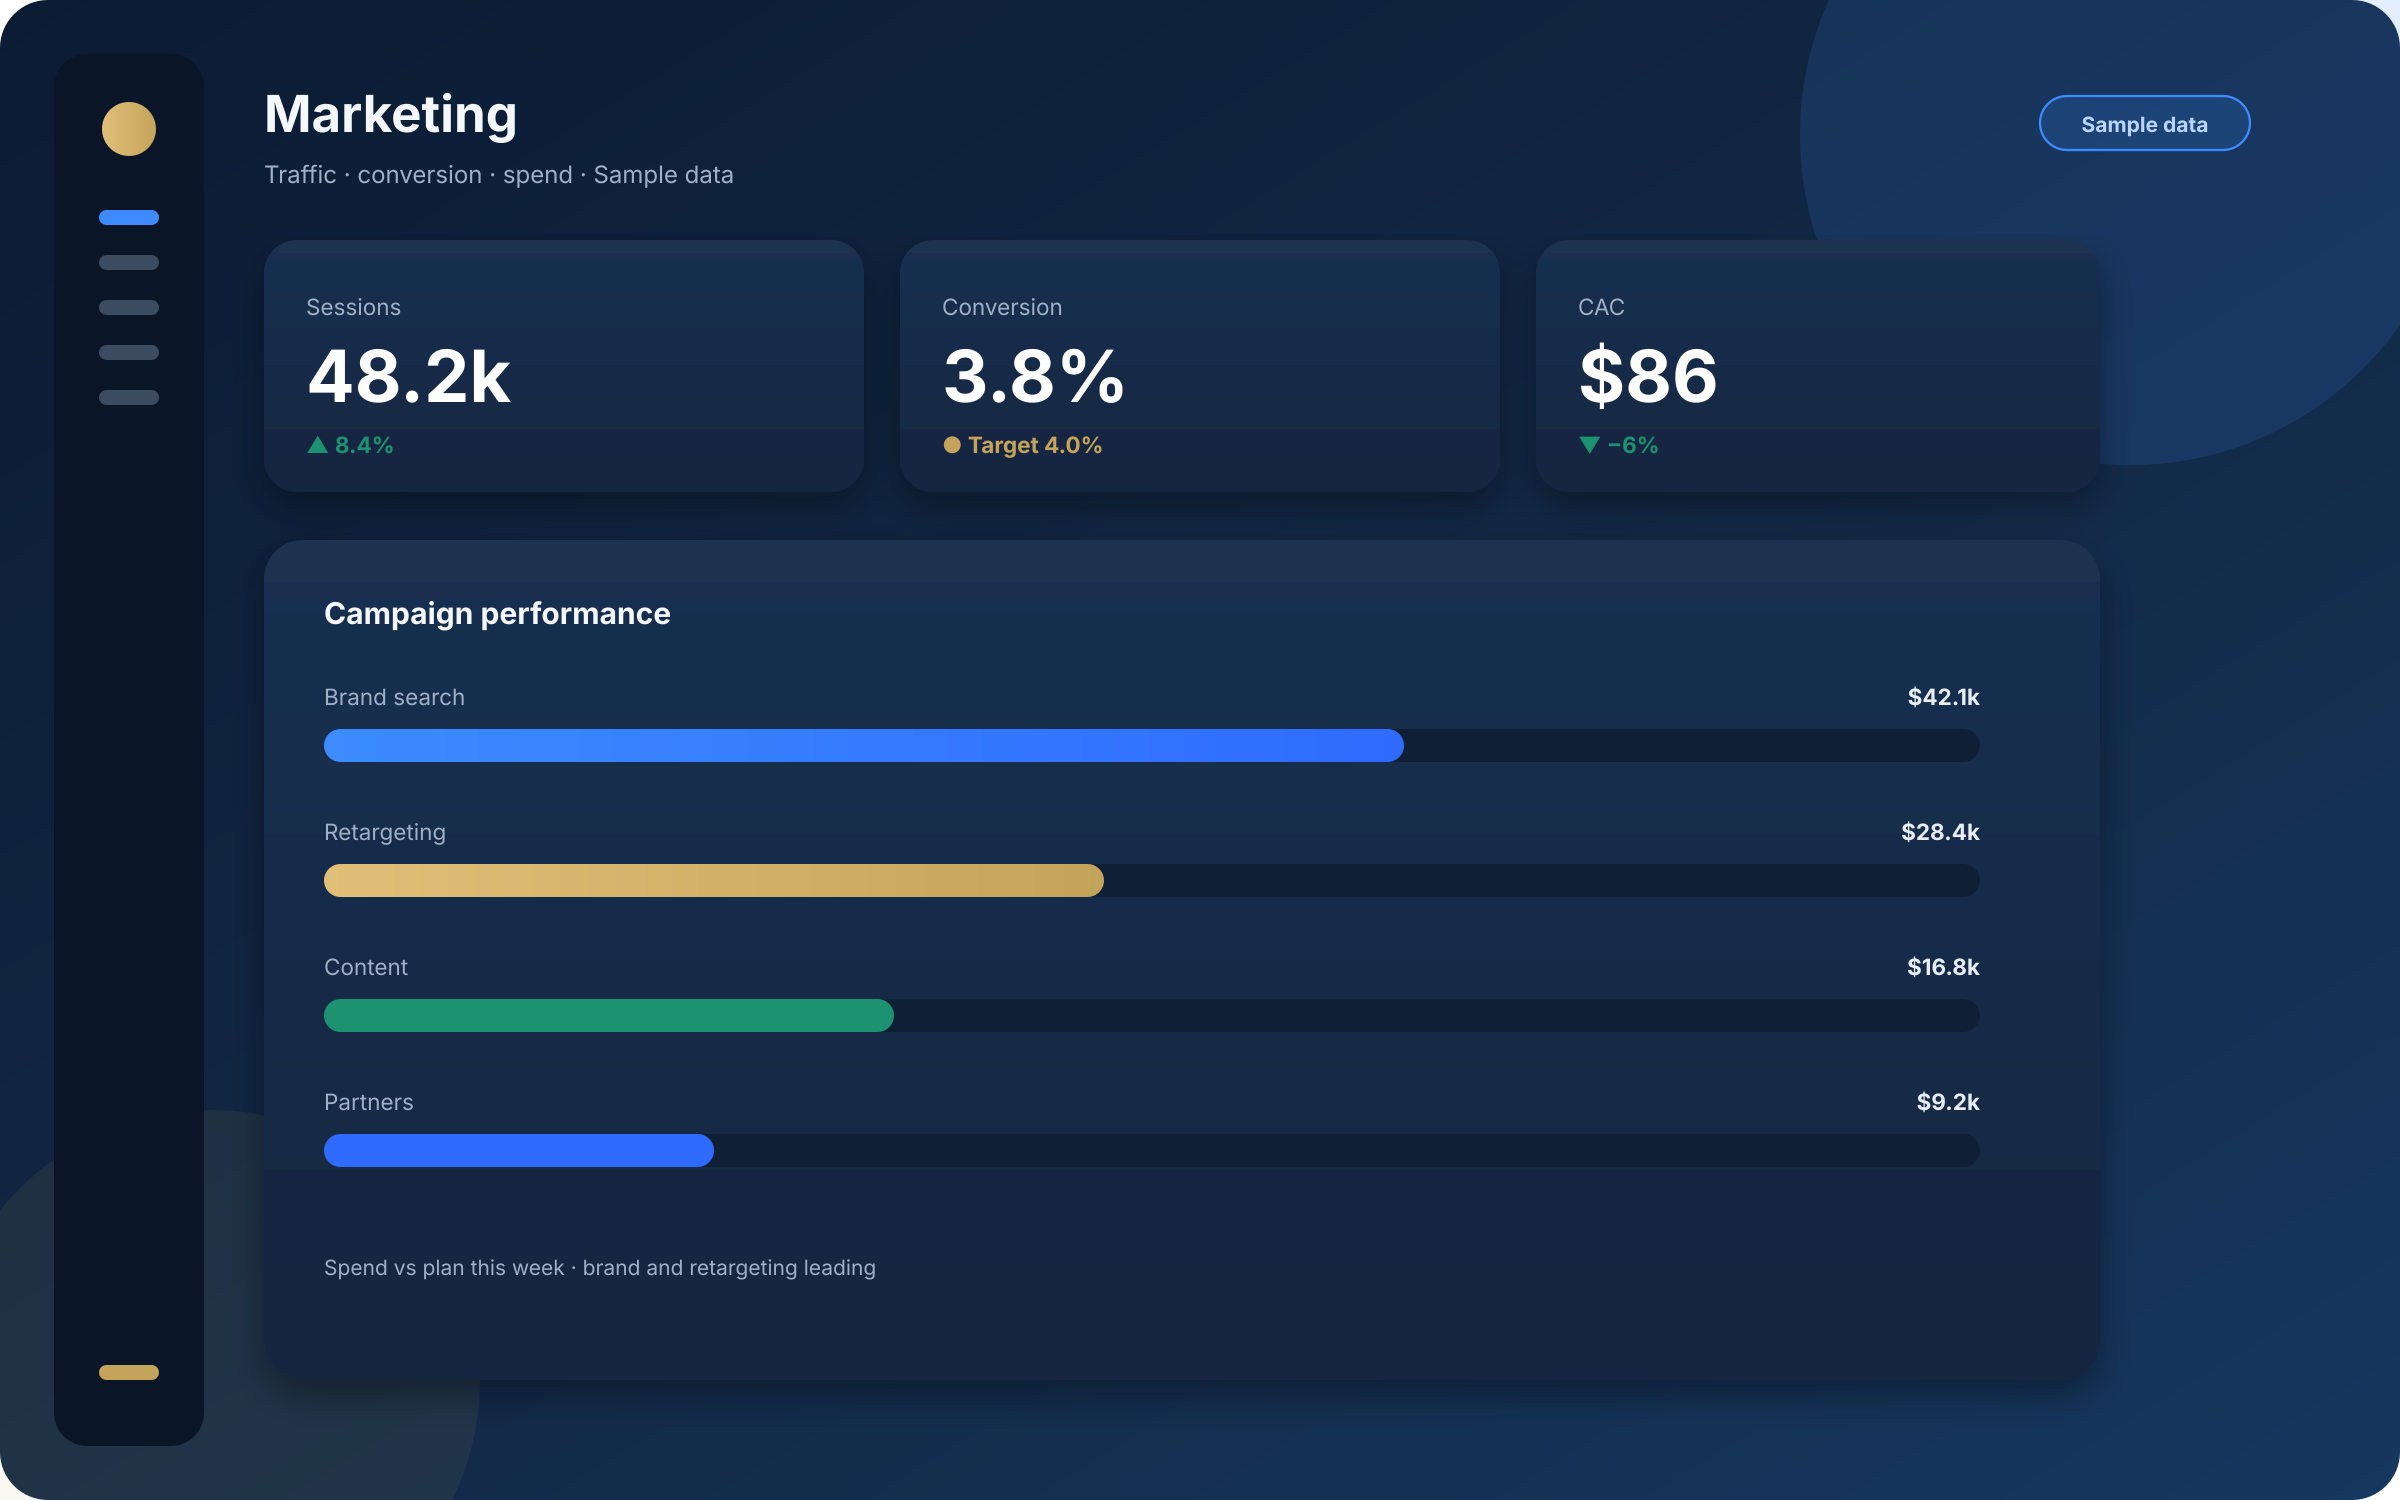 Marketing
Traffic · conversion · spend · Sample data
Sample data
Sessions
48.2k
▲ 8.4%
Conversion
3.8%
● Target 4.0%
CAC
$86
▼ −6%
Campaign performance
Brand search $42.1k
Retargeting $28.4k
Content $16.8k
Partners $9.2k
Spend vs plan this week · brand and retargeting leading